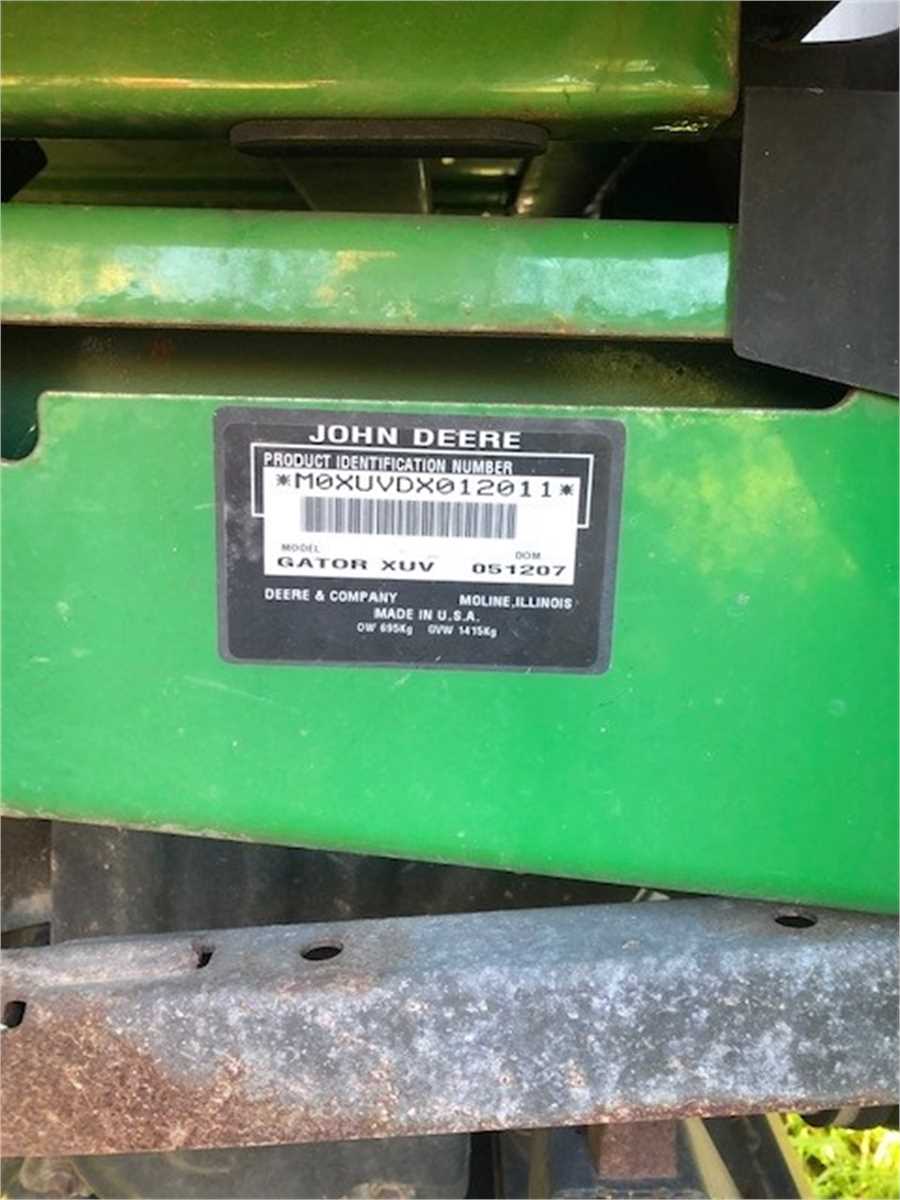 JOHN DEERE
PRODUCT IDENTIFICATION NUMBER
*M0XUVDX012011*
MODEL DOM
GATOR XUV 051207
DEERE & COMPANY MOLINE, ILLINOIS
MADE IN U.S.A.
OW 695Kg GVW 1415Kg